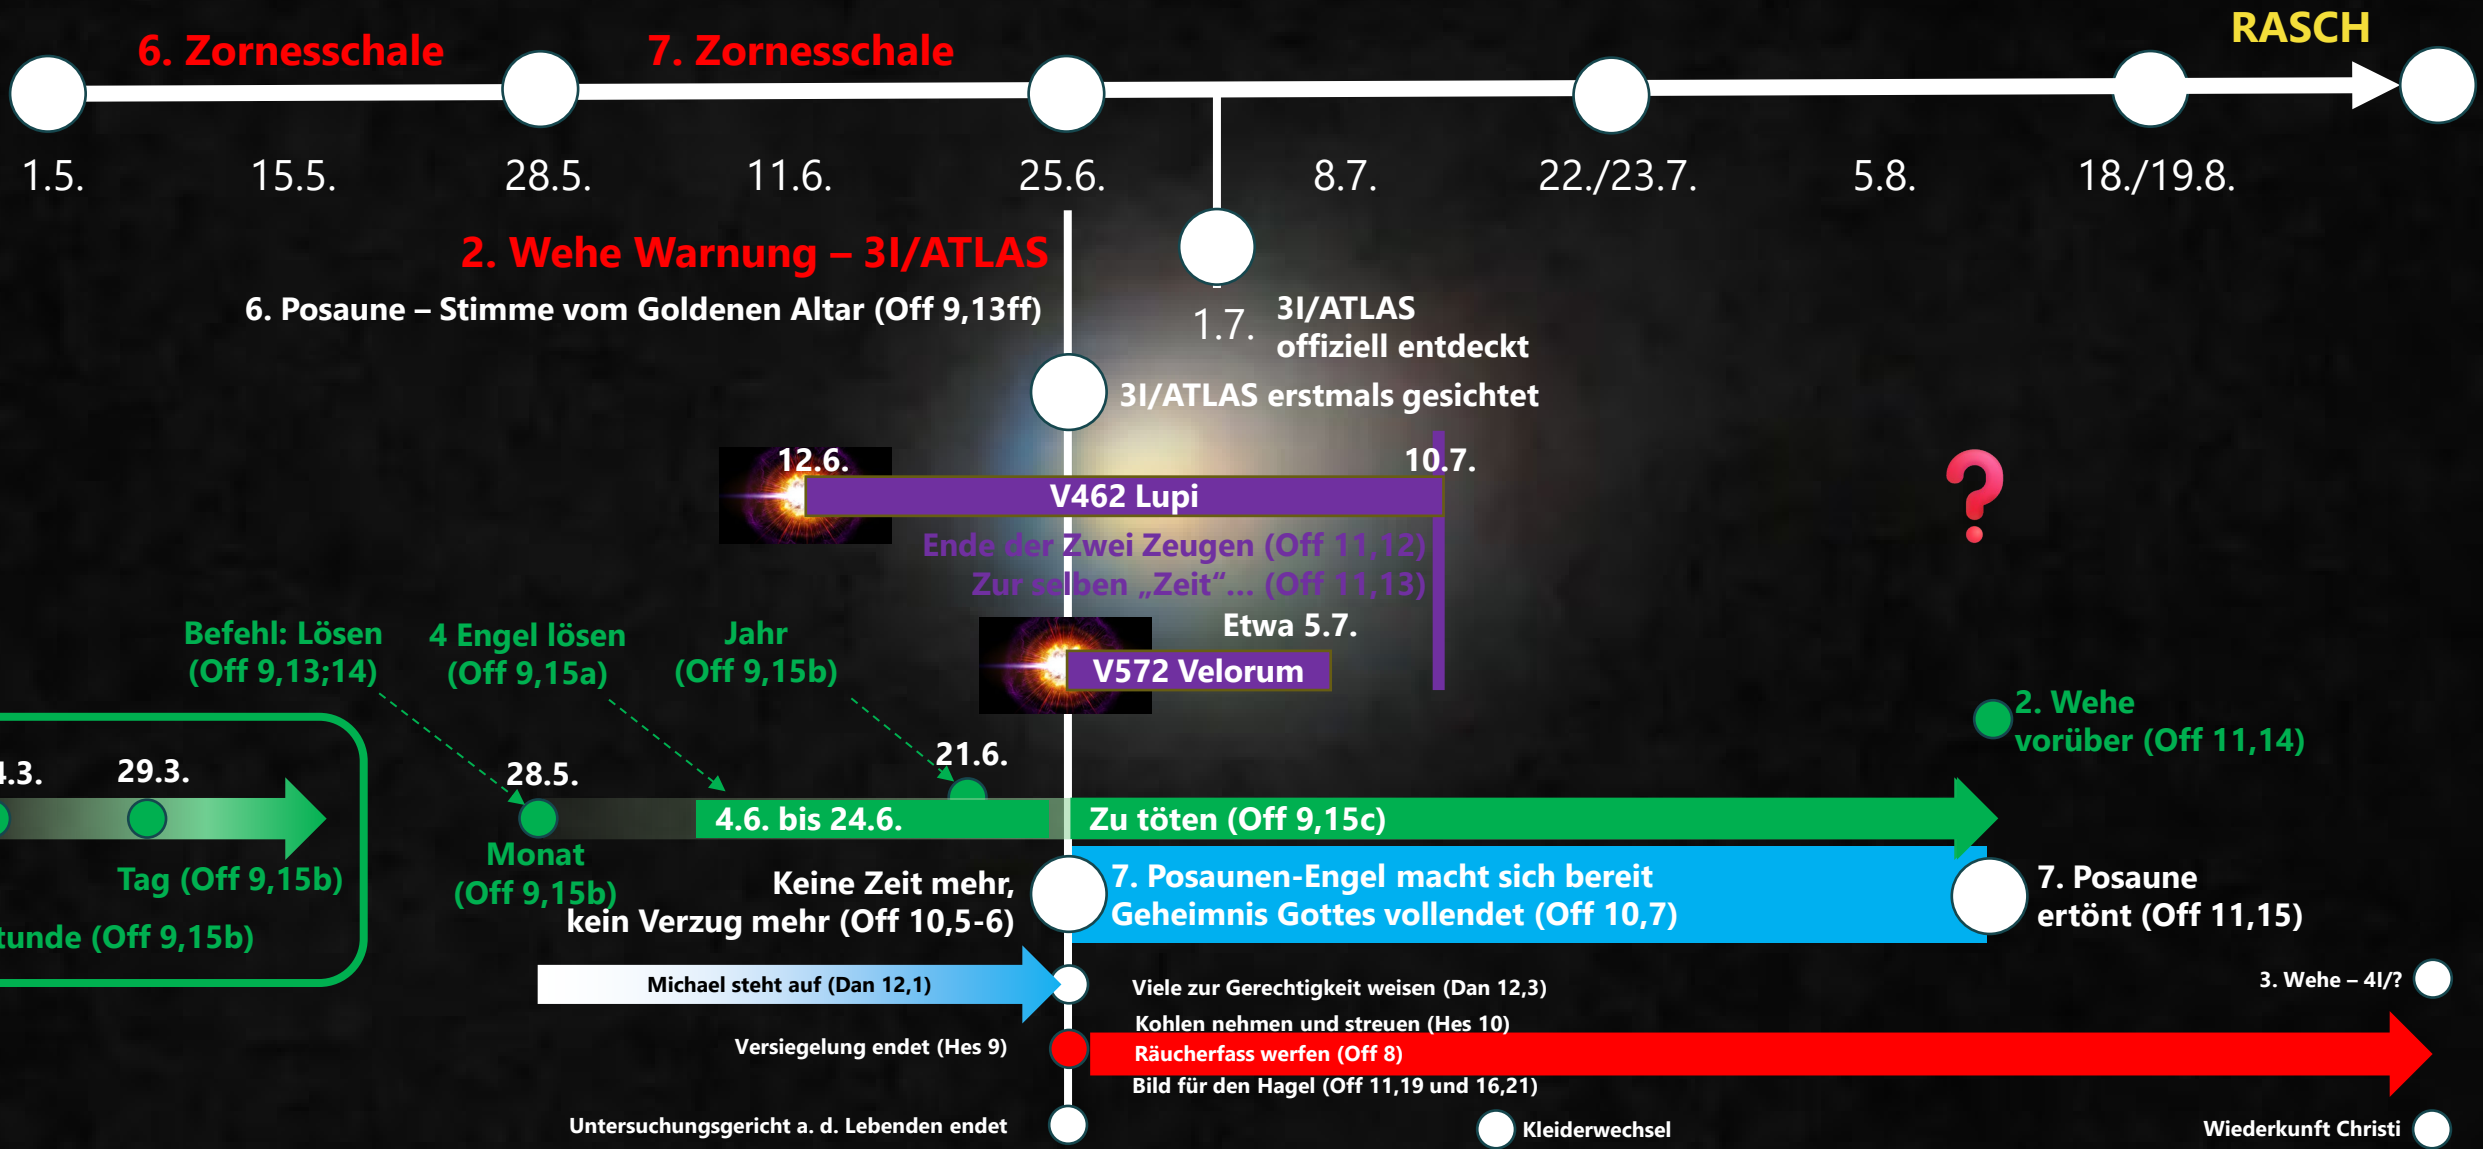 RASCH
6. Zornesschale
7. Zornesschale
1.5.
15.5.
28.5.
11.6.
25.6.
8.7.
22./23.7.
5.8.
18./19.8.
2. Wehe Warnung – 3I/ATLAS
6. Posaune – Stimme vom Goldenen Altar (Off 9,13ff)
1.7.
3I/ATLAS
offiziell entdeckt
3I/ATLAS erstmals gesichtet
12.6.
10.7.
V462 Lupi
Ende der Zwei Zeugen (Off 11,12)
Zur selben „Zeit“... (Off 11,13)
Etwa 5.7.
V572 Velorum
Befehl: Lösen
(Off 9,13;14)
4 Engel lösen
(Off 9,15a)
Jahr
(Off 9,15b)
2. Wehe
vorüber (Off 11,14)
4.3.
29.3.
28.5.
21.6.
4.6. bis 24.6.
Zu töten (Off 9,15c)
Tag (Off 9,15b)
tunde (Off 9,15b)
Monat
(Off 9,15b)
Keine Zeit mehr,
kein Verzug mehr (Off 10,5-6)
7. Posaunen-Engel macht sich bereit
Geheimnis Gottes vollendet (Off 10,7)
7. Posaune
ertönt (Off 11,15)
Michael steht auf (Dan 12,1)
Viele zur Gerechtigkeit weisen (Dan 12,3)
3. Wehe – 4I/?
Kohlen nehmen und streuen (Hes 10)
Versiegelung endet (Hes 9)
Räucherfass werfen (Off 8)
Bild für den Hagel (Off 11,19 und 16,21)
Untersuchungsgericht a. d. Lebenden endet
Kleiderwechsel
Wiederkunft Christi